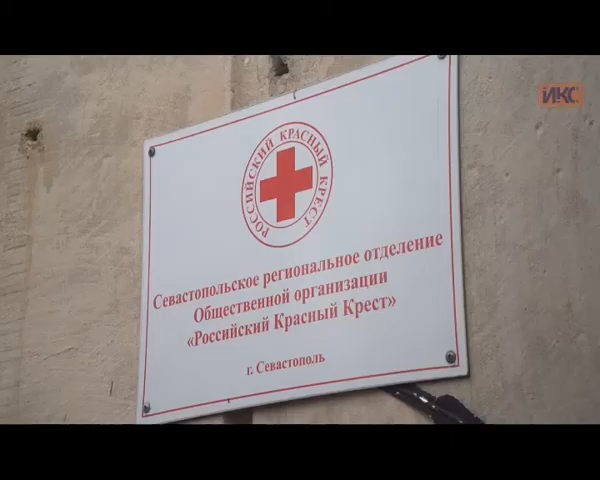 ИКС
РОССИЙСКИЙ КРАСНЫЙ КРЕСТ
Севастопольское региональное отделение
Общественной организации
«Российский Красный Крест»
г. Севастополь